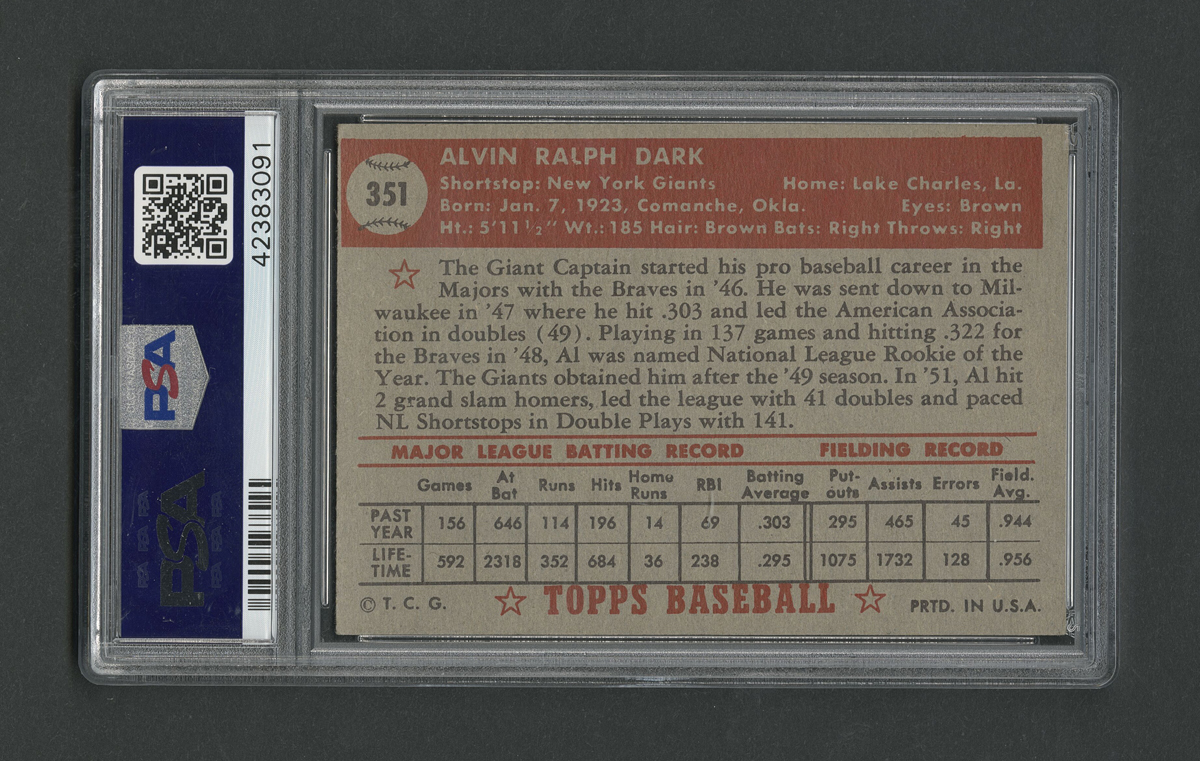 42383091
PSA
PSA
351
ALVIN RALPH DARK
Shortstop: New York Giants Home: Lake Charles, La.
Born: Jan. 7, 1923, Comanche, Okla. Eyes: Brown
Ht.: 5'11½" Wt.: 185 Hair: Brown Bats: Right Throws: Right
The Giant Captain started his pro baseball career in the
Majors with the Braves in '46. He was sent down to Mil-
waukee in '47 where he hit .303 and led the American Associa-
tion in doubles (49). Playing in 137 games and hitting .322 for
the Braves in '48, Al was named National League Rookie of the
Year. The Giants obtained him after the '49 season. In '51, Al hit
2 grand slam homers, led the league with 41 doubles and paced
NL Shortstops in Double Plays with 141.
MAJOR LEAGUE BATTING RECORD FIELDING RECORD
Games At Bat Runs Hits Home Runs RBI Batting Average Put-outs Assists Errors Field. Avg.
PAST YEAR 156 646 114 196 14 69 .303 295 465 45 .944
LIFE-TIME 592 2318 352 684 36 238 .295 1075 1732 128 .956
© T. C. G. TOPPS BASEBALL PRTD. IN U.S.A.